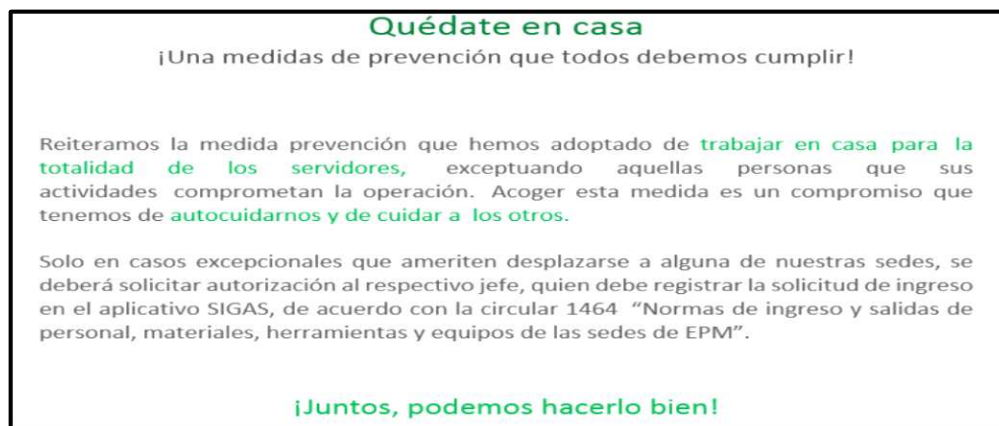 Quédate en casa
¡Una medidas de prevención que todos debemos cumplir!
Reiteramos la medida prevención que hemos adoptado de trabajar en casa para la
totalidad de los servidores, exceptuando aquellas personas que sus
actividades comprometan la operación. Acoger esta medida es un compromiso que
tenemos de autocuidarnos y de cuidar a los otros.
Solo en casos excepcionales que ameriten desplazarse a alguna de nuestras sedes, se
deberá solicitar autorización al respectivo jefe, quien debe registrar la solicitud de ingreso
en el aplicativo SIGAS, de acuerdo con la circular 1464 “Normas de ingreso y salidas de
personal, materiales, herramientas y equipos de las sedes de EPM”.
¡Juntos, podemos hacerlo bien!